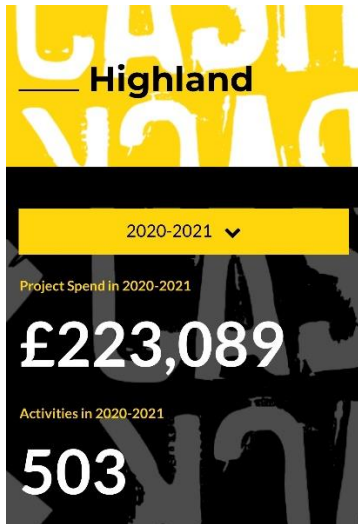 Highland
2020-2021
Project Spend in 2020-2021
£223,089
Activities in 2020-2021
503